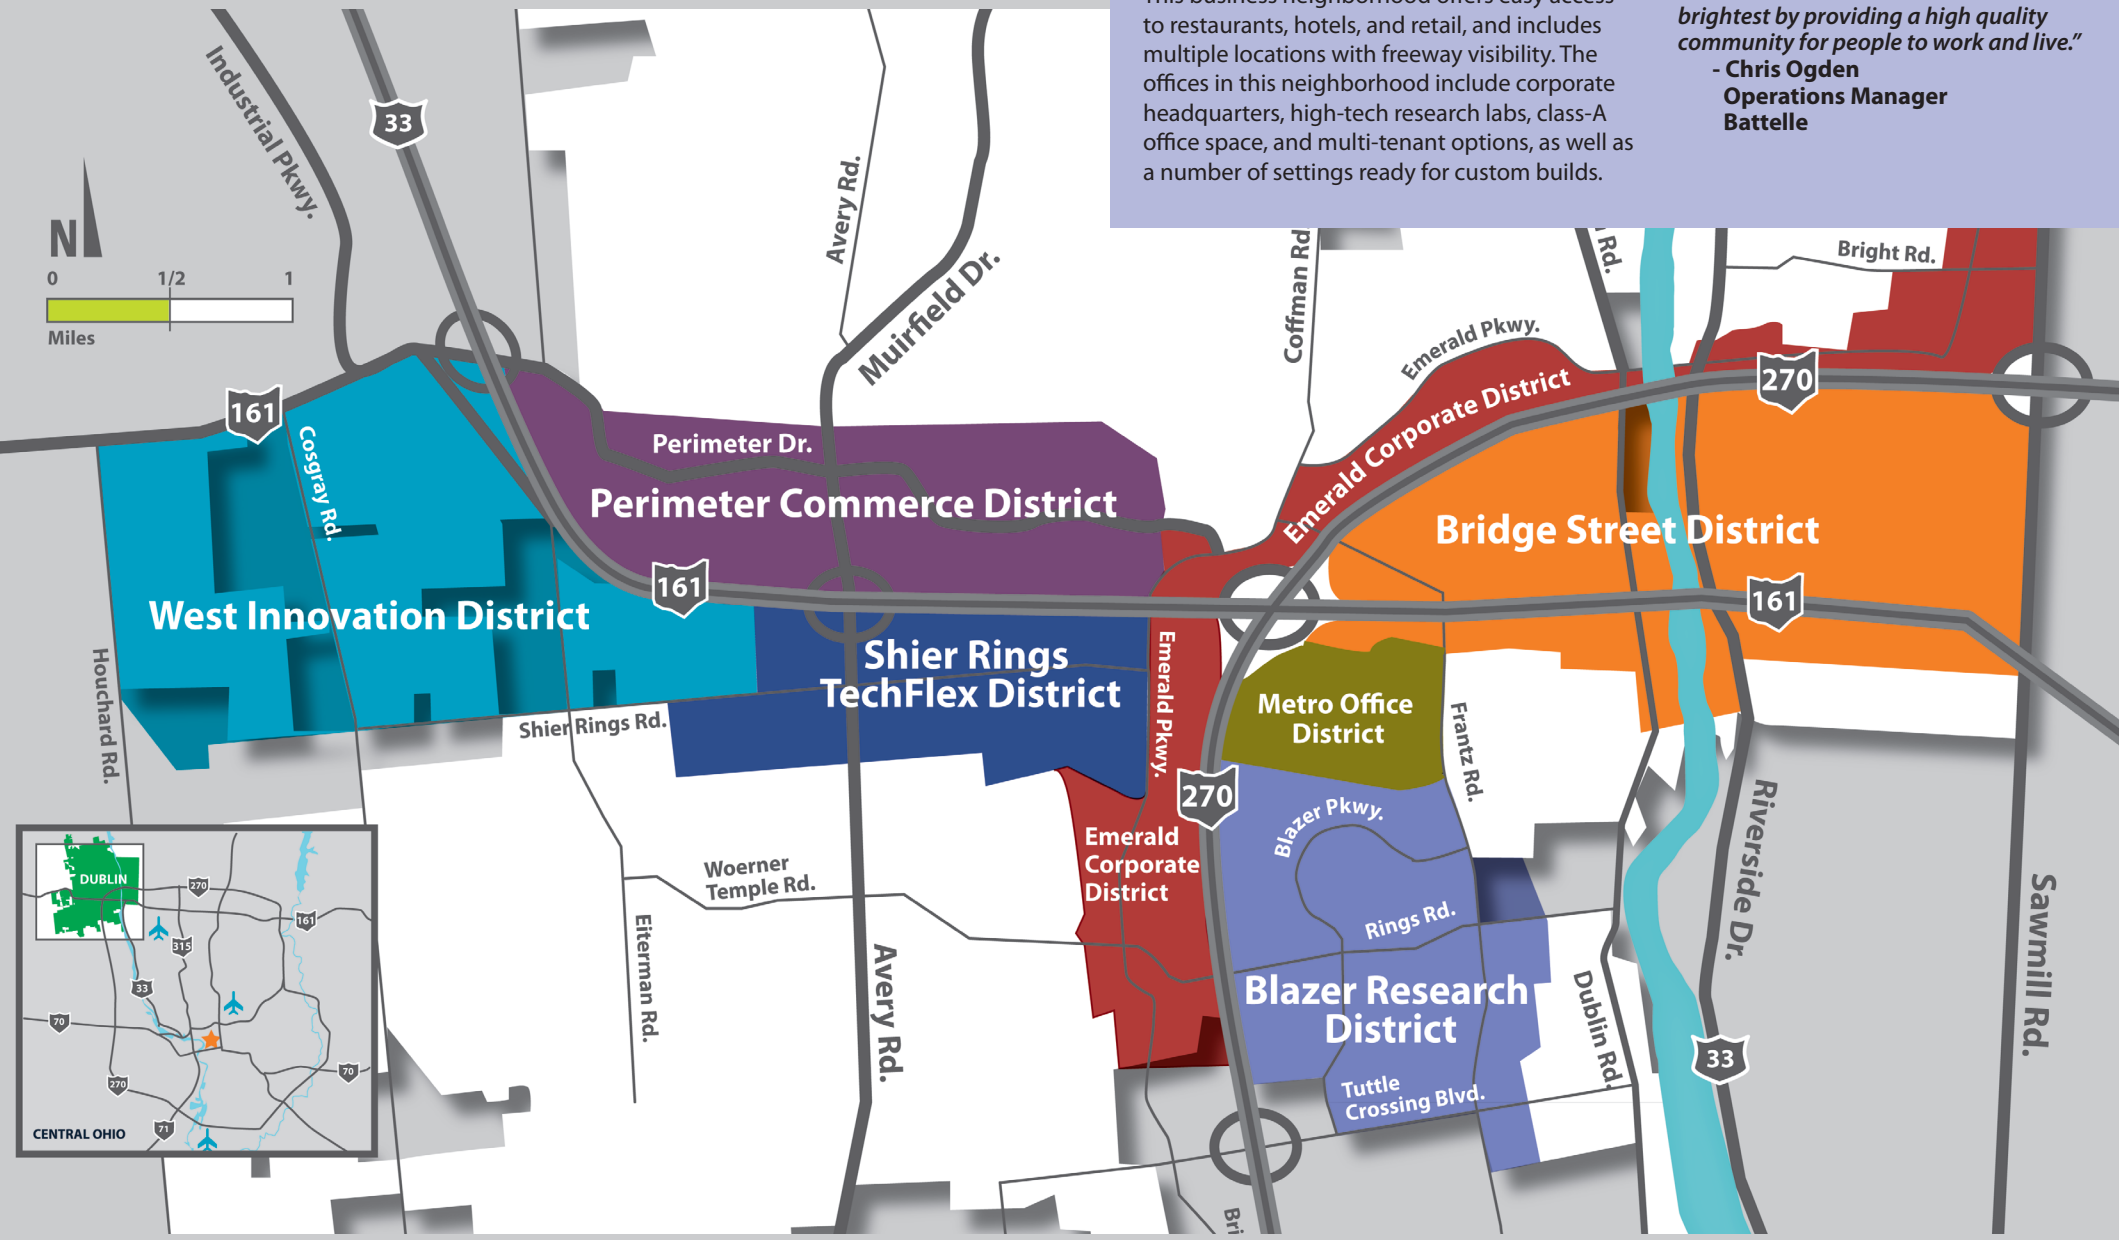 This business neighborhood offers easy access
to restaurants, hotels, and retail, and includes
multiple locations with freeway visibility. The
offices in this neighborhood include corporate
headquarters, high-tech research labs, class-A
office space, and multi-tenant options, as well as
a number of settings ready for custom builds.
brightest by providing a high quality
community for people to work and live.”
- Chris Ogden
Operations Manager
Battelle
Industrial Pkwy.
33
N
0 1/2 1
Miles
Avery Rd.
Muirfield Dr.
Coffman Rd.
Rd.
Bright Rd.
Emerald Pkwy.
Emerald Corporate District
270
161
Cosgray Rd.
Perimeter Dr.
Perimeter Commerce District
Bridge Street District
161
161
West Innovation District
Houchard Rd.
Shier Rings
TechFlex District
Shier Rings Rd.
Emerald Pkwy.
Metro Office
District
Frantz Rd.
270
Blazer Pkwy.
Riverside Dr.
Sawmill Rd.
Emerald
Corporate
District
Woerner
Temple Rd.
Eiterman Rd.
Avery Rd.
Rings Rd.
Blazer Research
District
Dublin Rd.
33
Tuttle
Crossing Blvd.
Bri
DUBLIN
270
161
315
33
70
270
70
71
CENTRAL OHIO